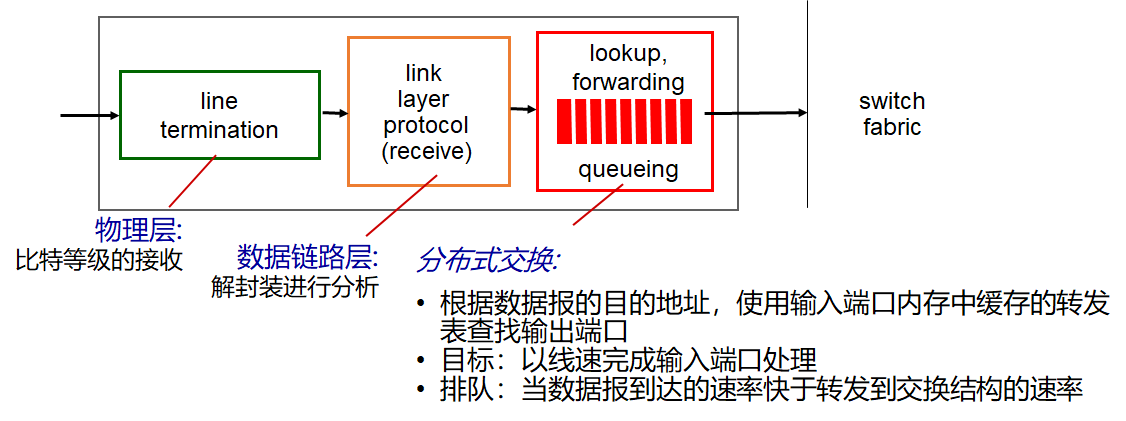 line
termination
link
layer
protocol
(receive)
lookup,
forwarding
queueing
switch
fabric
物理层:
比特等级的接收
数据链路层:
解封装进行分析
分布式交换:
• 根据数据报的目的地址，使用输入端口内存中缓存的转发
表查找输出端口
• 目标：以线速完成输入端口处理
• 排队：当数据报到达的速率快于转发到交换结构的速率